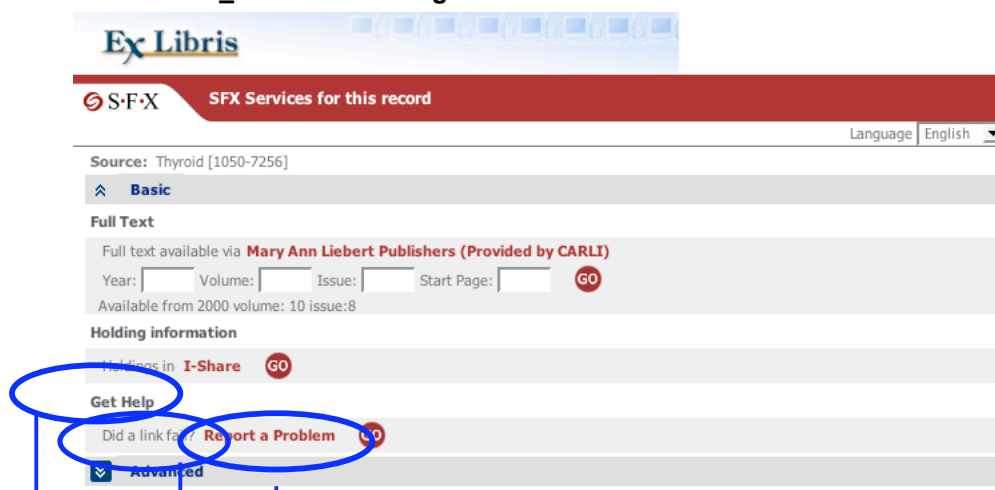 Ex Libris
S·F·X SFX Services for this record
Language English
Source: Thyroid [1050-7256]
Basic
Full Text
Full text available via Mary Ann Liebert Publishers (Provided by CARLI)
Year: Volume: Issue: Start Page: GO
Available from 2000 volume: 10 issue:8
Holding information
Holdings in I-Share GO
Get Help
Did a link fail? Report a Problem GO
Advanced